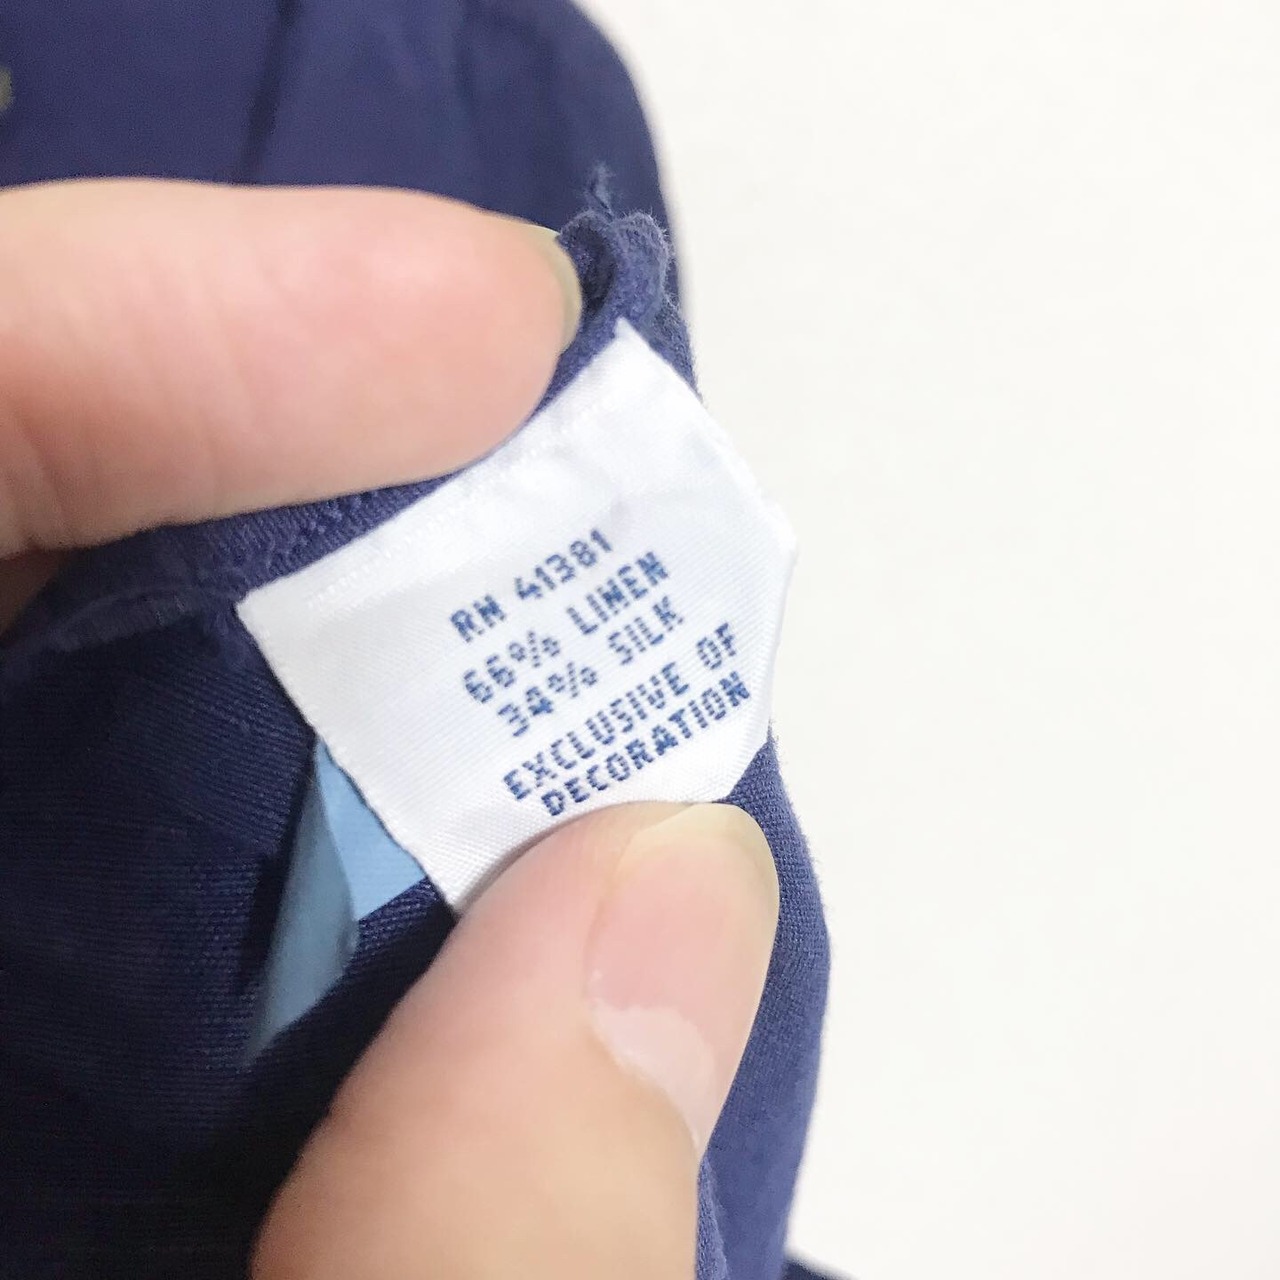 RN 41381
66% LINEN
34% SILK
EXCLUSIVE OF
DECORATION